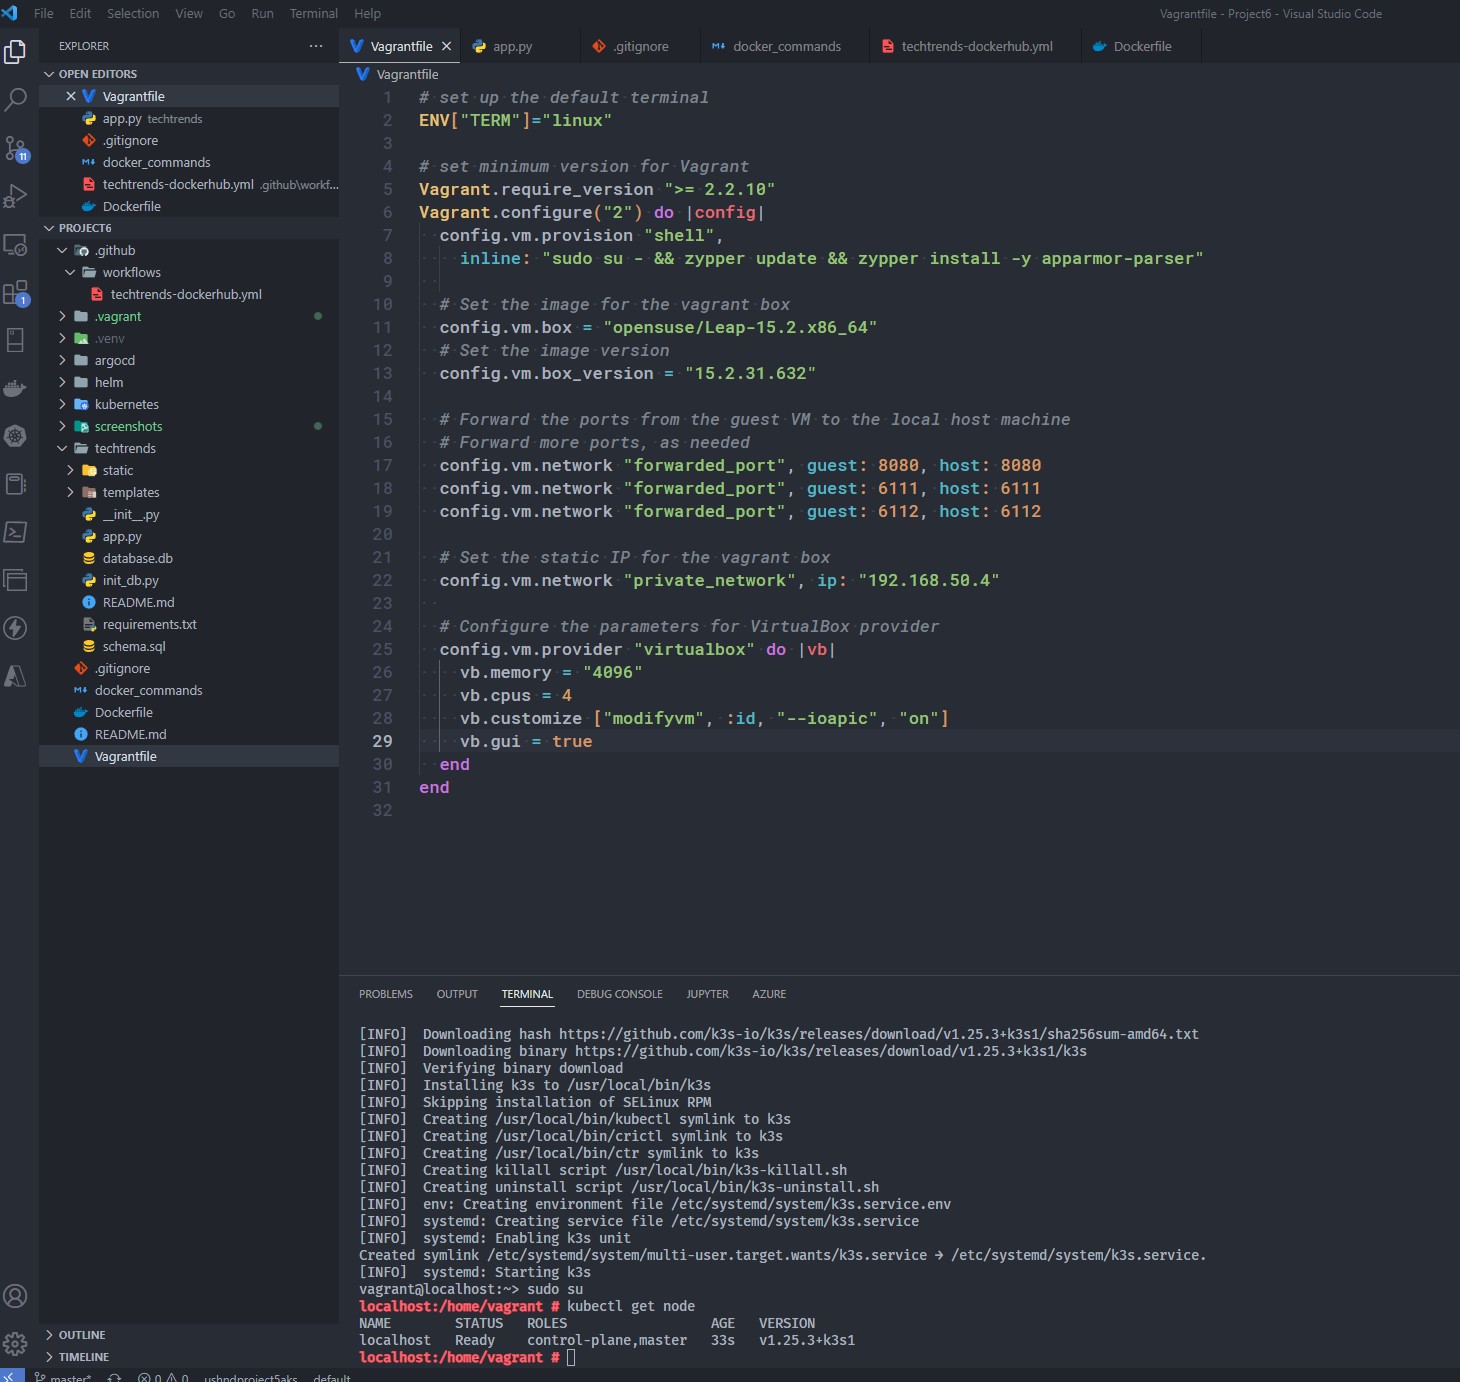 File Edit Selection View Go Run Terminal Help
Vagrantfile - Project6 - Visual Studio Code
EXPLORER
OPEN EDITORS
Vagrantfile
app.py techtrends
.gitignore
docker_commands
techtrends-dockerhub.yml .github\workf...
Dockerfile
PROJECT6
.github
workflows
techtrends-dockerhub.yml
.vagrant
.venv
argocd
helm
kubernetes
screenshots
techtrends
static
templates
__init__.py
app.py
database.db
init_db.py
README.md
requirements.txt
schema.sql
.gitignore
docker_commands
Dockerfile
README.md
Vagrantfile
OUTLINE
TIMELINE
11
1
Vagrantfile app.py .gitignore docker_commands techtrends-dockerhub.yml Dockerfile
Vagrantfile
1 # set up the default terminal
2 ENV["TERM"]="linux"
3
4 # set minimum version for Vagrant
5 Vagrant.require_version ">= 2.2.10"
6 Vagrant.configure("2") do |config|
7 config.vm.provision "shell",
8 inline: "sudo su - && zypper update && zypper install -y apparmor-parser"
9
10 # Set the image for the vagrant box
11 config.vm.box = "opensuse/Leap-15.2.x86_64"
12 # Set the image version
13 config.vm.box_version = "15.2.31.632"
14
15 # Forward the ports from the guest VM to the local host machine
16 # Forward more ports, as needed
17 config.vm.network "forwarded_port", guest: 8080, host: 8080
18 config.vm.network "forwarded_port", guest: 6111, host: 6111
19 config.vm.network "forwarded_port", guest: 6112, host: 6112
20
21 # Set the static IP for the vagrant box
22 config.vm.network "private_network", ip: "192.168.50.4"
23
24 # Configure the parameters for VirtualBox provider
25 config.vm.provider "virtualbox" do |vb|
26 vb.memory = "4096"
27 vb.cpus = 4
28 vb.customize ["modifyvm", :id, "--ioapic", "on"]
29 vb.gui = true
30 end
31 end
32
PROBLEMS OUTPUT TERMINAL DEBUG CONSOLE JUPYTER AZURE
[INFO] Downloading hash https://github.com/k3s-io/k3s/releases/download/v1.25.3+k3s1/sha256sum-amd64.txt
[INFO] Downloading binary https://github.com/k3s-io/k3s/releases/download/v1.25.3+k3s1/k3s
[INFO] Verifying binary download
[INFO] Installing k3s to /usr/local/bin/k3s
[INFO] Skipping installation of SELinux RPM
[INFO] Creating /usr/local/bin/kubectl symlink to k3s
[INFO] Creating /usr/local/bin/crictl symlink to k3s
[INFO] Creating /usr/local/bin/ctr symlink to k3s
[INFO] Creating killall script /usr/local/bin/k3s-killall.sh
[INFO] Creating uninstall script /usr/local/bin/k3s-uninstall.sh
[INFO] env: Creating environment file /etc/systemd/system/k3s.service.env
[INFO] systemd: Creating service file /etc/systemd/system/k3s.service
[INFO] systemd: Enabling k3s unit
Created symlink /etc/systemd/system/multi-user.target.wants/k3s.service → /etc/systemd/system/k3s.service.
[INFO] systemd: Starting k3s
vagrant@localhost:~> sudo su
localhost:/home/vagrant # kubectl get node
NAME STATUS ROLES AGE VERSION
localhost Ready control-plane,master 33s v1.25.3+k3s1
localhost:/home/vagrant #
master* 0 0 ushndproject5aks default